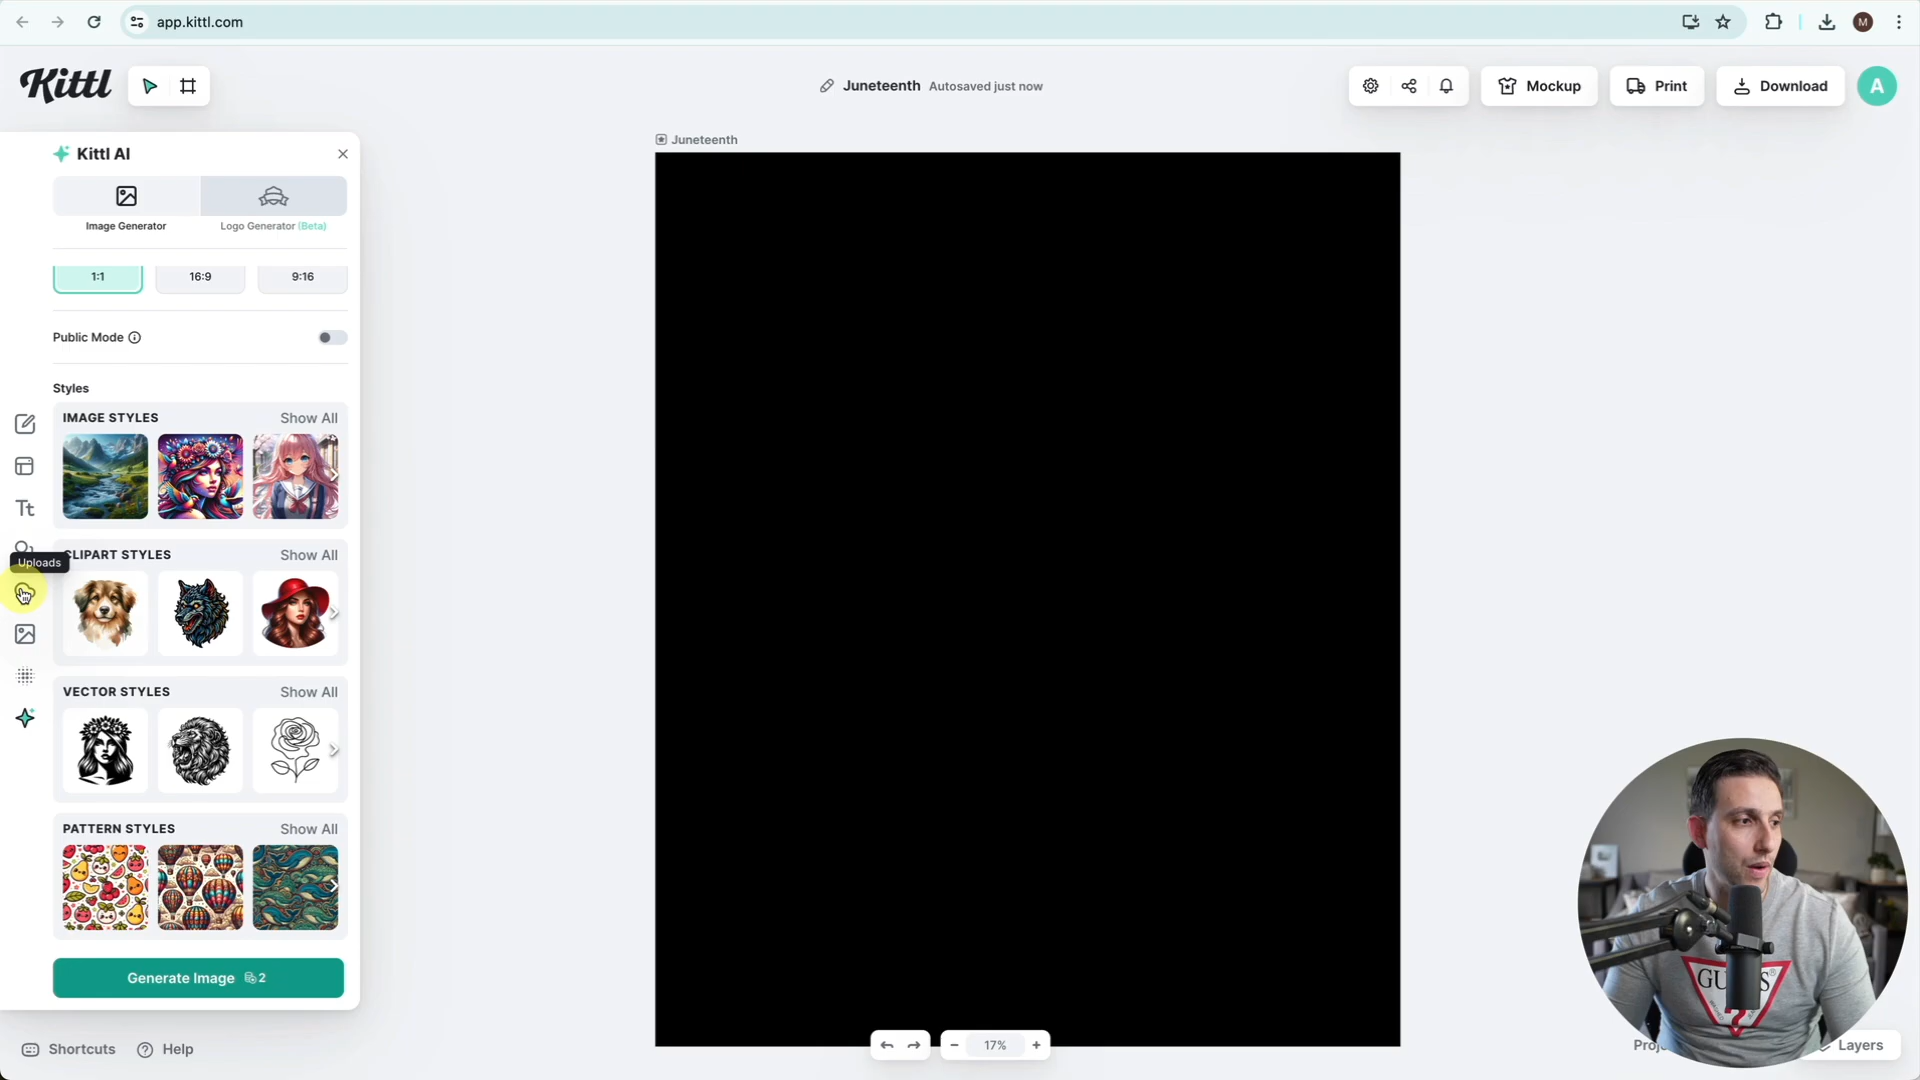 app.kittl.com
M
Kittl
Juneteenth Autosaved just now
Mockup
Print
Download
A
Juneteenth
Kittl AI
Image Generator
Logo Generator (Beta)
1:1
16:9
9:16
Public Mode
Styles
IMAGE STYLES
Show All
Tt
Uploads
CLIPART STYLES
Show All
VECTOR STYLES
Show All
PATTERN STYLES
Show All
Generate Image 2
Shortcuts
Help
17%
Layers